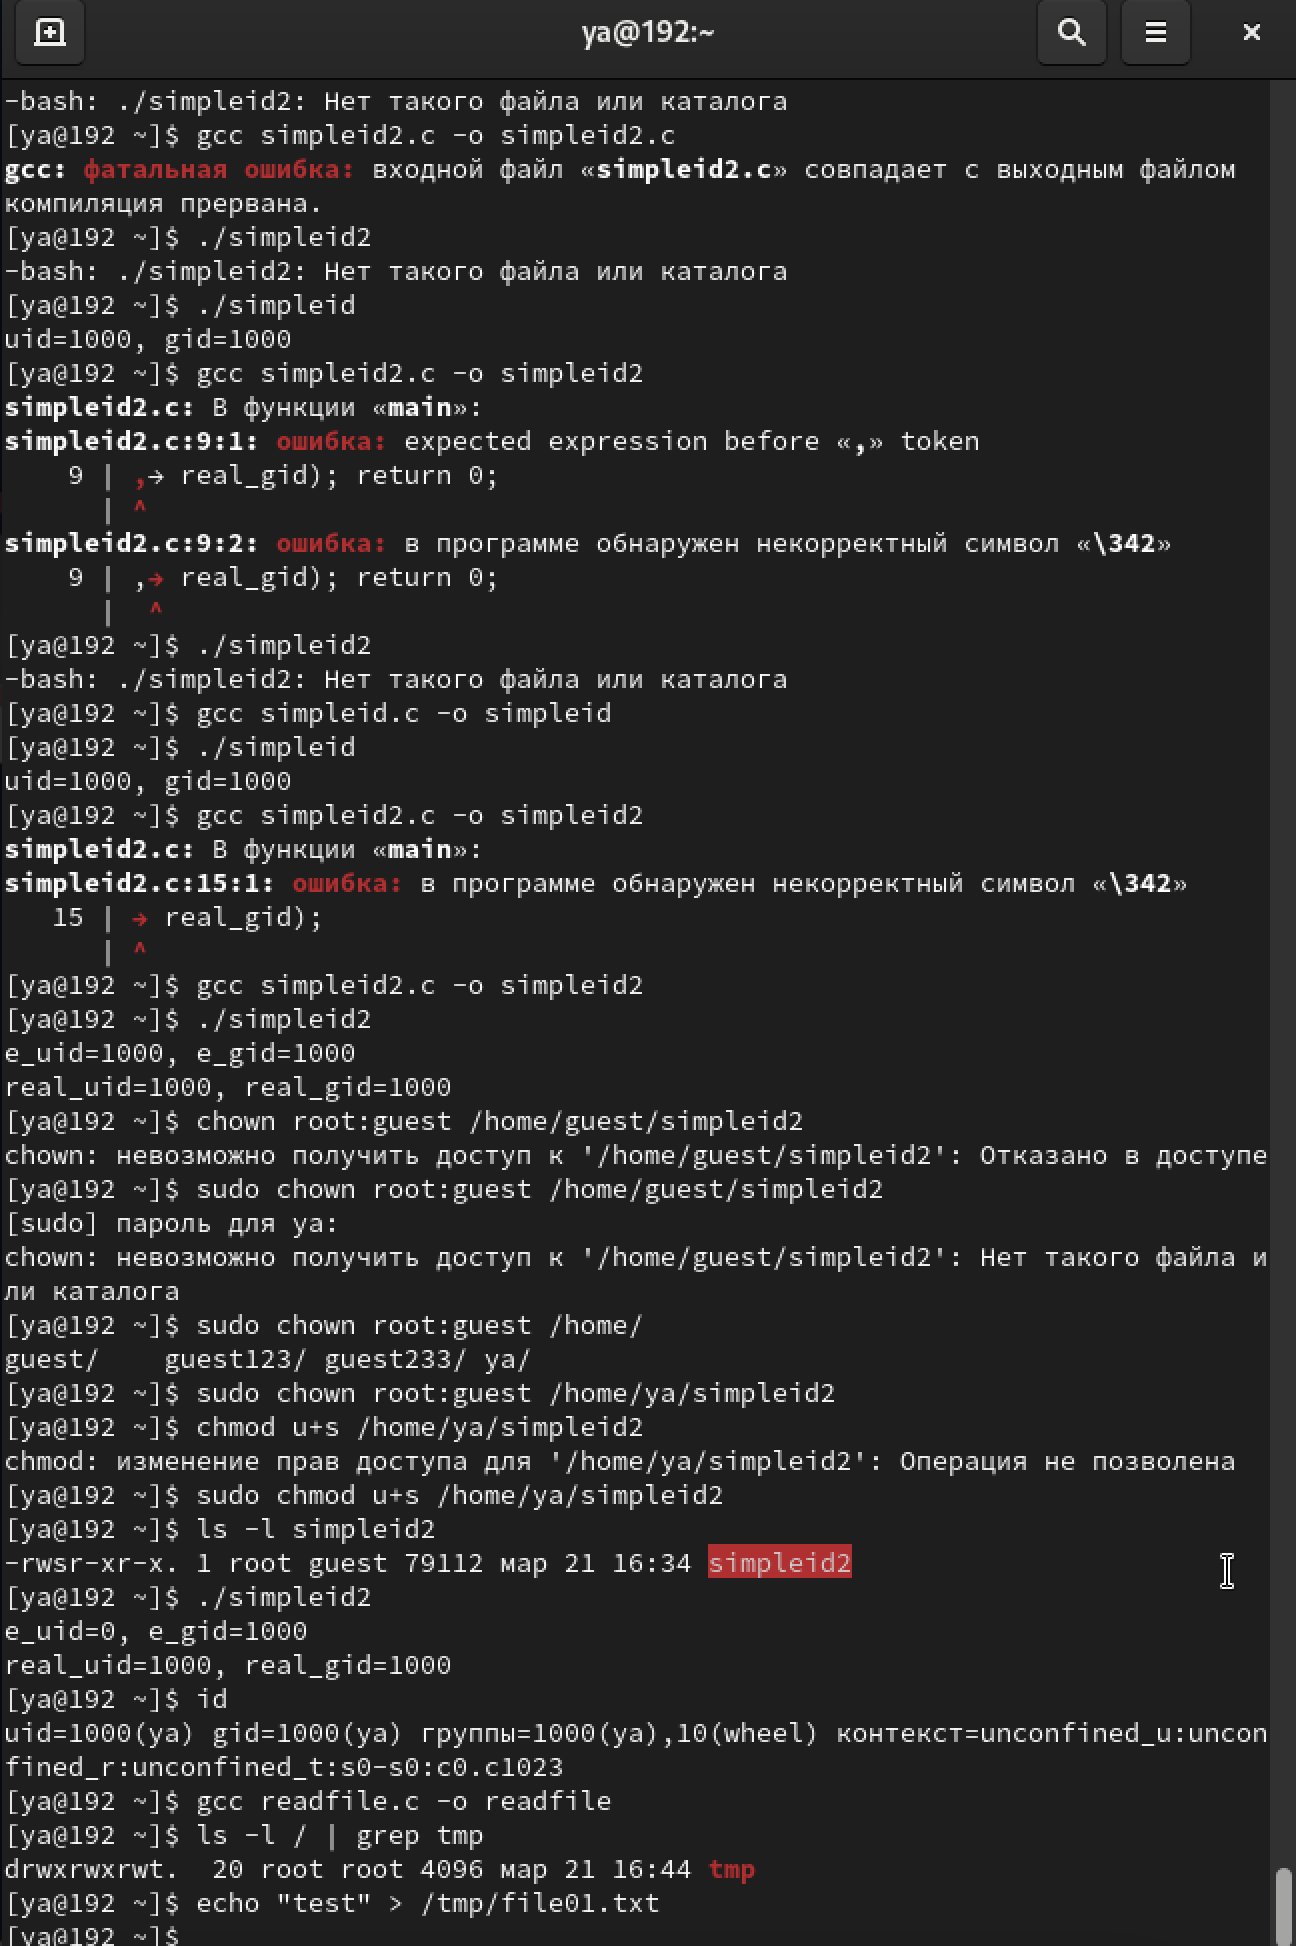 ya@192:~
-bash: ./simpleid2: Нет такого файла или каталога
[ya@192 ~]$ gcc simpleid2.c -o simpleid2.c
gcc: фатальная ошибка: входной файл «simpleid2.c» совпадает с выходным файлом
компиляция прервана.
[ya@192 ~]$ ./simpleid2
-bash: ./simpleid2: Нет такого файла или каталога
[ya@192 ~]$ ./simpleid
uid=1000, gid=1000
[ya@192 ~]$ gcc simpleid2.c -o simpleid2
simpleid2.c: В функции «main»:
simpleid2.c:9:1: ошибка: expected expression before «,» token
    9 | ,→ real_gid); return 0;
      | ^
simpleid2.c:9:2: ошибка: в программе обнаружен некорректный символ «\342»
    9 | ,→ real_gid); return 0;
      |  ^
[ya@192 ~]$ ./simpleid2
-bash: ./simpleid2: Нет такого файла или каталога
[ya@192 ~]$ gcc simpleid.c -o simpleid
[ya@192 ~]$ ./simpleid
uid=1000, gid=1000
[ya@192 ~]$ gcc simpleid2.c -o simpleid2
simpleid2.c: В функции «main»:
simpleid2.c:15:1: ошибка: в программе обнаружен некорректный символ «\342»
   15 | → real_gid);
      | ^
[ya@192 ~]$ gcc simpleid2.c -o simpleid2
[ya@192 ~]$ ./simpleid2
e_uid=1000, e_gid=1000
real_uid=1000, real_gid=1000
[ya@192 ~]$ chown root:guest /home/guest/simpleid2
chown: невозможно получить доступ к '/home/guest/simpleid2': Отказано в доступе
[ya@192 ~]$ sudo chown root:guest /home/guest/simpleid2
[sudo] пароль для ya:
chown: невозможно получить доступ к '/home/guest/simpleid2': Нет такого файла и
ли каталога
[ya@192 ~]$ sudo chown root:guest /home/
guest/    guest123/ guest233/ ya/
[ya@192 ~]$ sudo chown root:guest /home/ya/simpleid2
[ya@192 ~]$ chmod u+s /home/ya/simpleid2
chmod: изменение прав доступа для '/home/ya/simpleid2': Операция не позволена
[ya@192 ~]$ sudo chmod u+s /home/ya/simpleid2
[ya@192 ~]$ ls -l simpleid2
-rwsr-xr-x. 1 root guest 79112 мар 21 16:34 simpleid2
[ya@192 ~]$ ./simpleid2
e_uid=0, e_gid=1000
real_uid=1000, real_gid=1000
[ya@192 ~]$ id
uid=1000(ya) gid=1000(ya) группы=1000(ya),10(wheel) контекст=unconfined_u:uncon
fined_r:unconfined_t:s0-s0:c0.c1023
[ya@192 ~]$ gcc readfile.c -o readfile
[ya@192 ~]$ ls -l / | grep tmp
drwxrwxrwt.  20 root root 4096 мар 21 16:44 tmp
[ya@192 ~]$ echo "test" > /tmp/file01.txt
[ya@192 ~]$